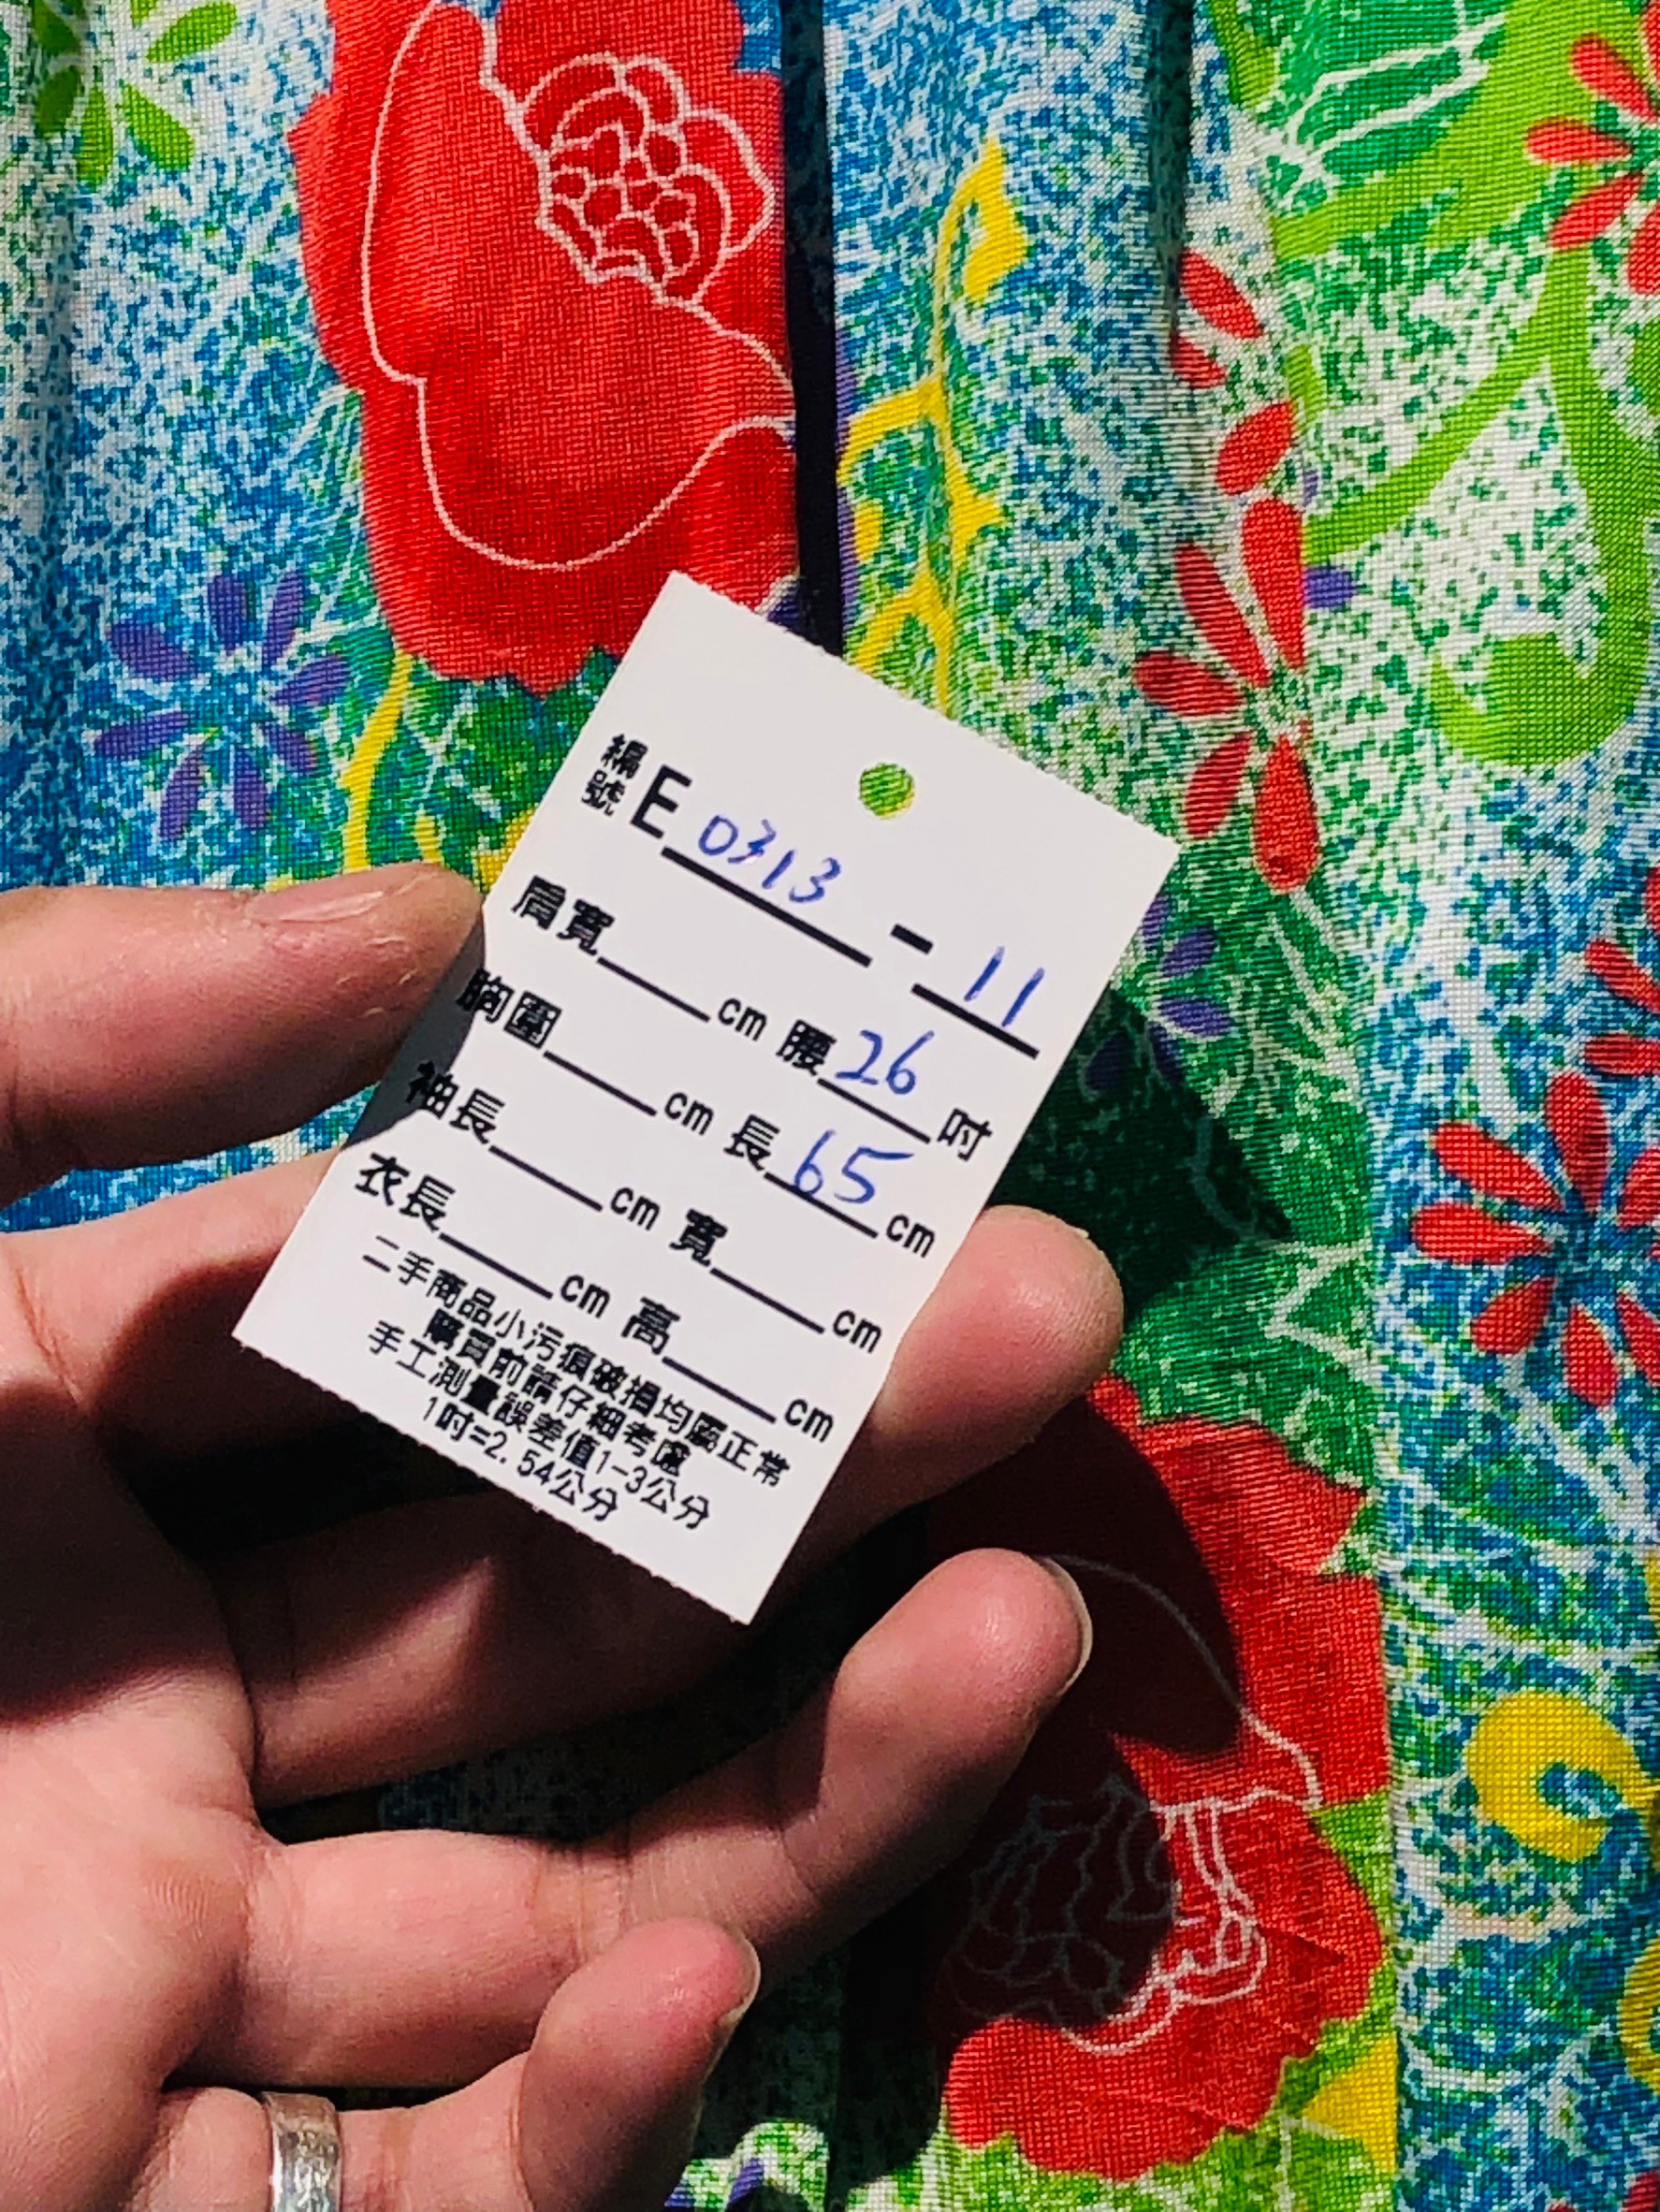 編號 E 0313 - 11
肩寬 cm 腰 26 吋
胸圍 cm 長 65 cm
袖長 cm 寬 cm
衣長 cm 高 cm
二手商品小污痕破損均屬正常
購買前請仔細考慮
手工測量誤差值1-3公分
1吋=2.54公分